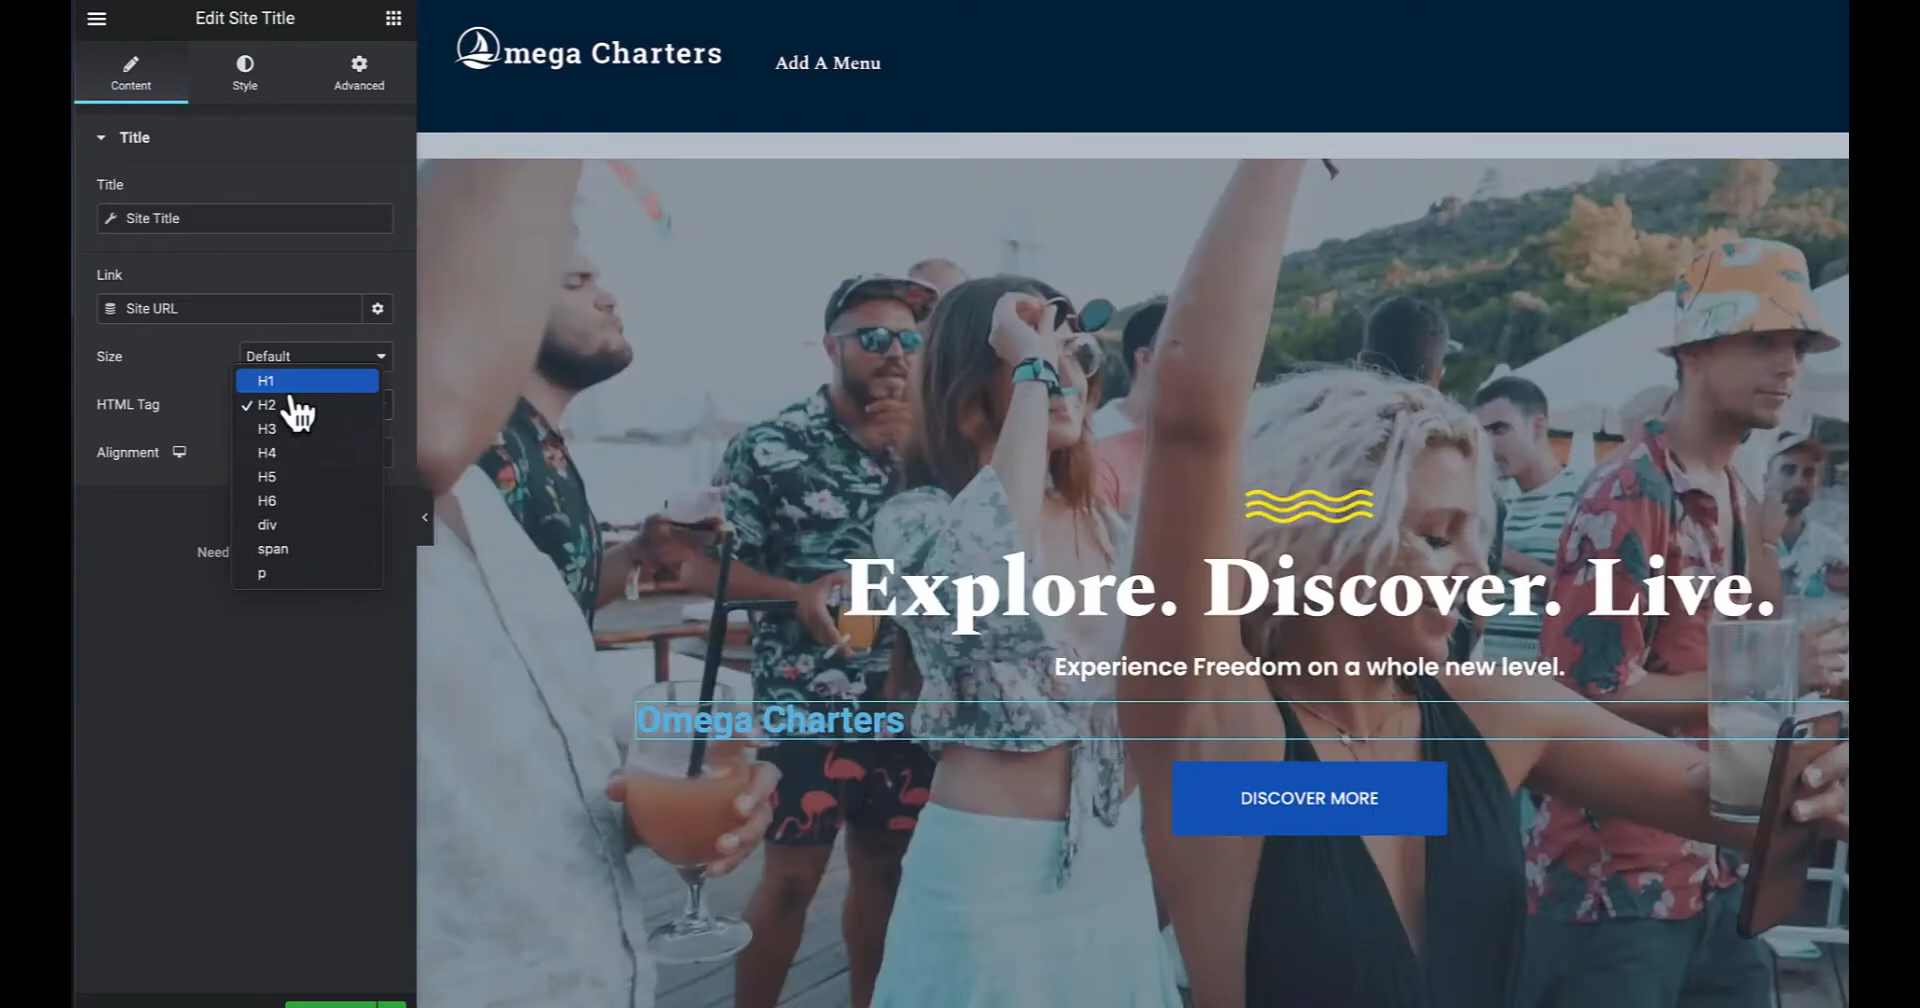 Edit Site Title
Content
Style
Advanced
Title
Title
Site Title
Link
Site URL
Size
Default
HTML Tag
H1
H2
H3
H4
H5
H6
div
span
p
Alignment
Need
mega Charters
Add A Menu
Explore. Discover. Live.
Experience Freedom on a whole new level.
Omega Charters
DISCOVER MORE